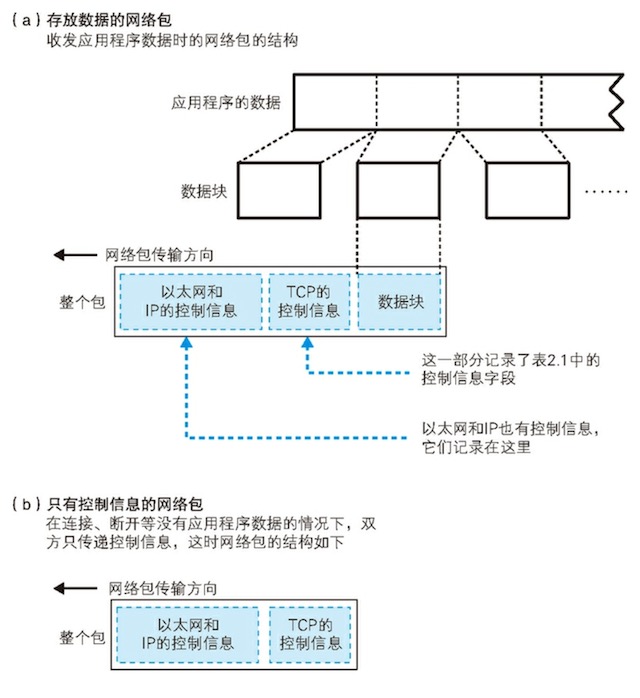 （a）存放数据的网络包
收发应用程序数据时的网络包的结构
应用程序的数据
数据块
······
网络包传输方向
整个包
以太网和
IP的控制信息
TCP的
控制信息
数据块
这一部分记录了表2.1中的
控制信息字段
以太网和IP也有控制信息，
它们记录在这里
（b）只有控制信息的网络包
在连接、断开等没有应用程序数据的情况下，双
方只传递控制信息，这时网络包的结构如下
网络包传输方向
整个包
以太网和
IP的控制信息
TCP的
控制信息